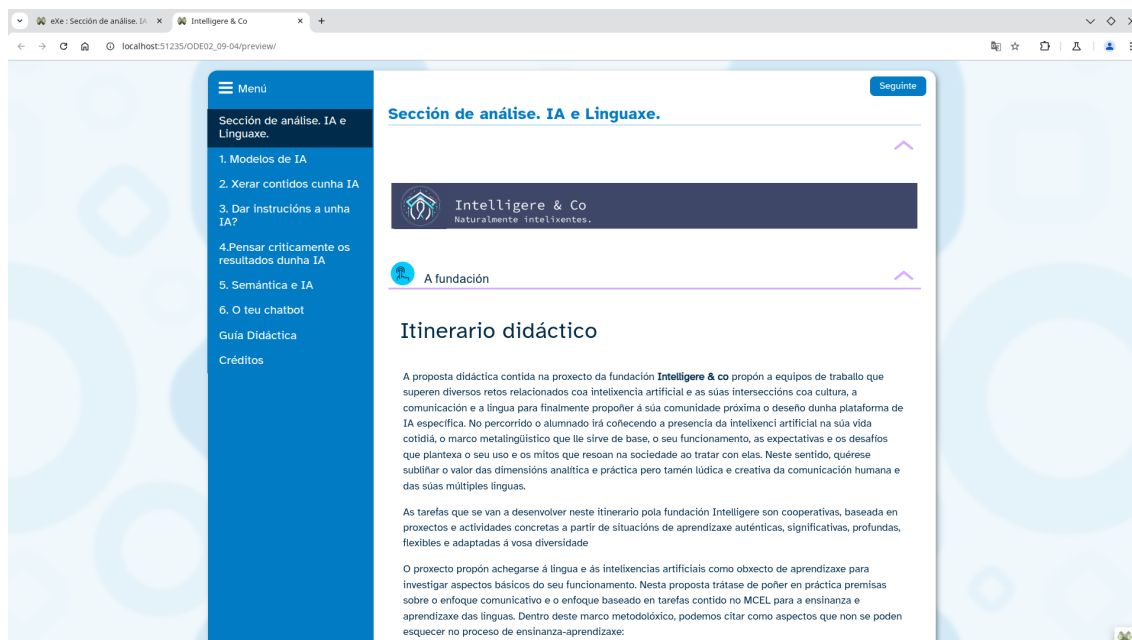 eXe : Sección de análise. IA
Intelligere & Co
localhost:51235/ODE02_09-04/preview/
Menú
Sección de análise. IA e
Linguaxe.
1. Modelos de IA
2. Xerar contidos cunha IA
3. Dar instrucións a unha
IA?
4.Pensar criticamente os
resultados dunha IA
5. Semántica e IA
6. O teu chatbot
Guía Didáctica
Créditos
Seguinte
Sección de análise. IA e Linguaxe.
Intelligere & Co
Naturalmente intelixentes.
A fundación
Itinerario didáctico
A proposta didáctica contida na proxecto da fundación Intelligere & co propón a equipos de traballo que
superen diversos retos relacionados coa intelixencia artificial e as súas interseccións coa cultura, a
comunicación e a lingua para finalmente propoñer á súa comunidade próxima o deseño dunha plataforma de
IA específica. No percorrido o alumnado irá coñecendo a presencia da intelixenci artificial na súa vida
cotidiá, o marco metalingüistico que lle sirve de base, o seu funcionamento, as expectativas e os desafíos
que plantexa o seu uso e os mitos que resoan na sociedade ao tratar con elas. Neste sentido, quérese
subliñar o valor das dimensións analítica e práctica pero tamén lúdica e creativa da comunicación humana e
das súas múltiples linguas.
As tarefas que se van a desenvolver neste itinerario pola fundación Intelligere son cooperativas, baseada en
proxectos e actividades concretas a partir de situacións de aprendizaxe auténticas, significativas, profundas,
flexibles e adaptadas á vosa diversidade
O proxecto propón achegarse á lingua e ás intelixencias artificiais como obxecto de aprendizaxe para
investigar aspectos básicos do seu funcionamento. Nesta proposta trátase de poñer en práctica premisas
sobre o enfoque comunicativo e o enfoque baseado en tarefas contido no MCEL para a ensinanza e
aprendizaxe das linguas. Dentro deste marco metodolóxico, podemos citar como aspectos que non se poden
esquecer no proceso de ensinanza-aprendizaxe: